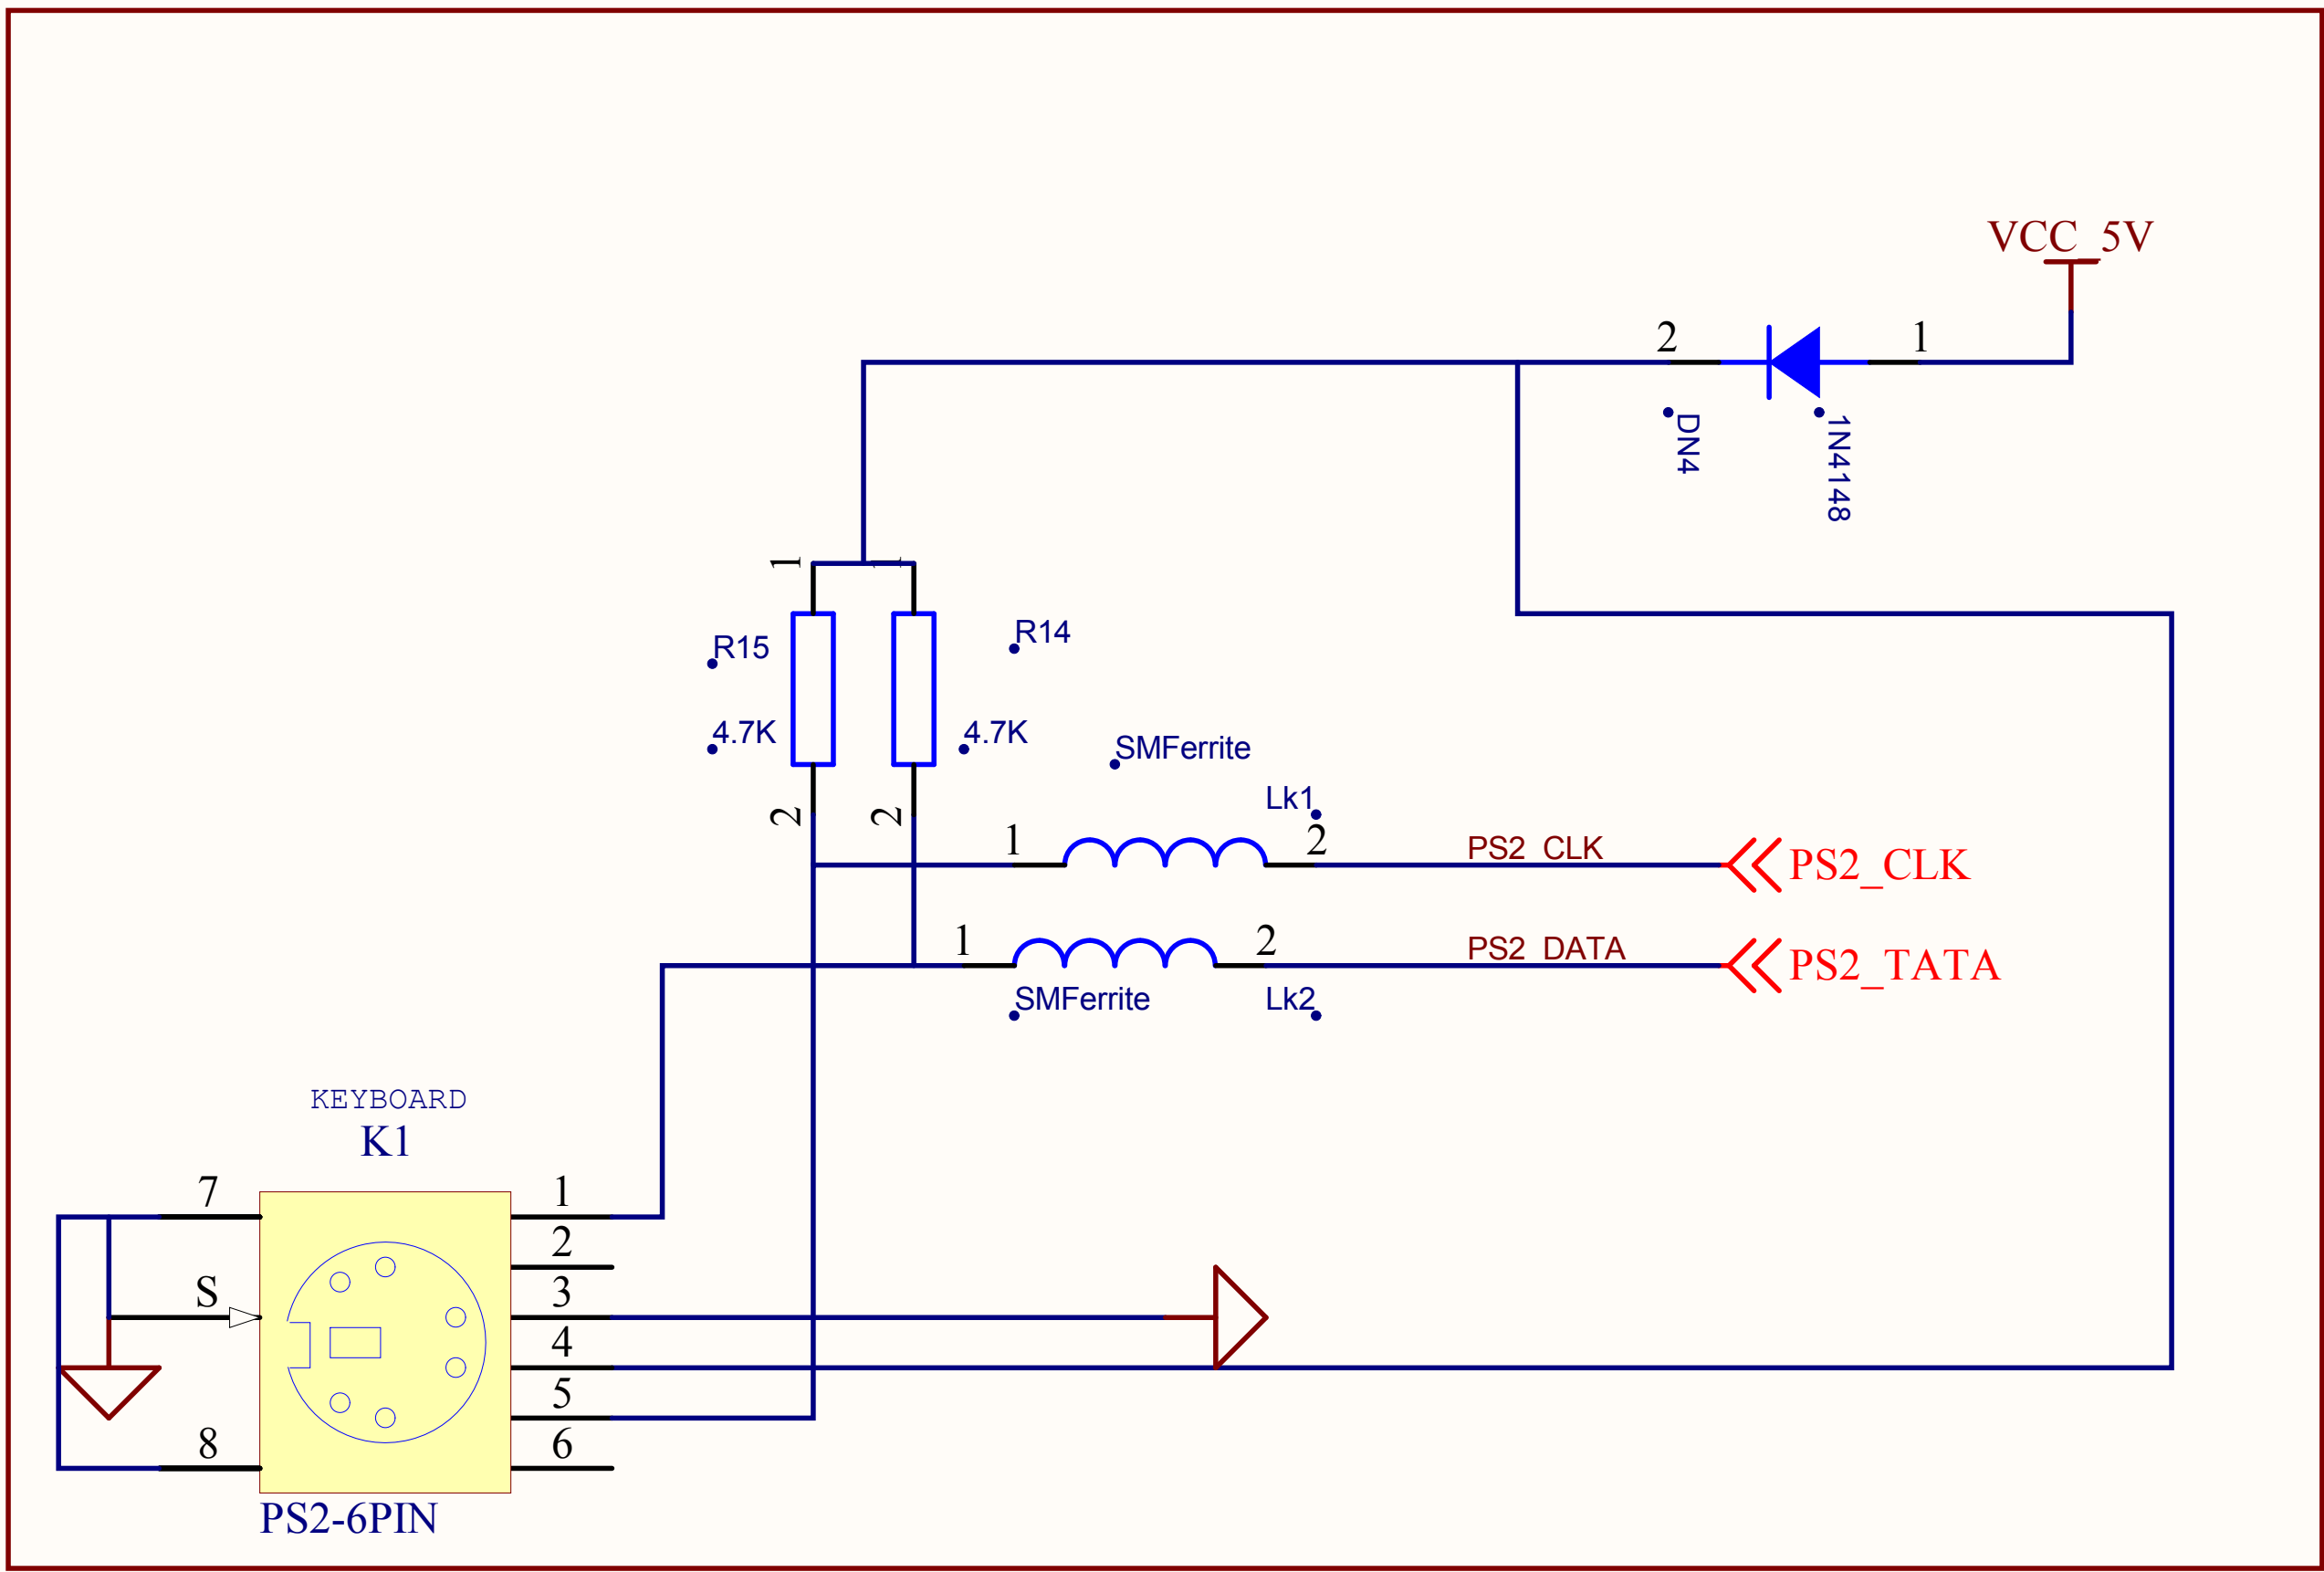 VCC_5V
2
1
DN4
1N4148
1
1
R15
R14
4.7K
4.7K
SMFerrite
Lk1
2
2
1
2
PS2_CLK
PS2_CLK
1
2
PS2_DATA
PS2_TATA
SMFerrite
Lk2
KEYBOARD
K1
7
1
2
S
3
4
5
8
6
PS2-6PIN